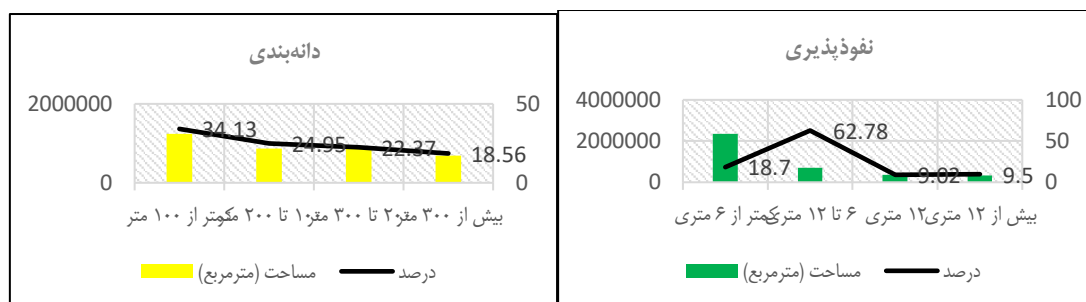 دانه‌بندی
2000000
0
50
0
34.13
24.95
22.37
18.56
کمتر از ۱۰۰ متر
۱۰۰ تا ۲۰۰ متر
۲۰۰ تا ۳۰۰ متر
بیش از ۳۰۰ متر
مساحت (مترمربع)
درصد
نفوذپذیری
4000000
2000000
0
100
50
0
18.7
62.78
9.02
9.5
کمتر از ۶ متری
۶ تا ۱۲ متری
۱۲ متری
بیش از ۱۲ متری
مساحت (مترمربع)
درصد